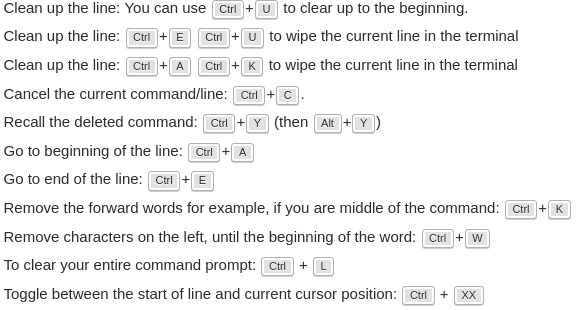 Clean up the line: You can use Ctrl+U to clear up to the beginning.
Clean up the line: Ctrl+E Ctrl+U to wipe the current line in the terminal
Clean up the line: Ctrl+A Ctrl+K to wipe the current line in the terminal
Cancel the current command/line: Ctrl+C.
Recall the deleted command: Ctrl+Y (then Alt+Y)
Go to beginning of the line: Ctrl+A
Go to end of the line: Ctrl+E
Remove the forward words for example, if you are middle of the command: Ctrl+K
Remove characters on the left, until the beginning of the word: Ctrl+W
To clear your entire command prompt: Ctrl + L
Toggle between the start of line and current cursor position: Ctrl + XX